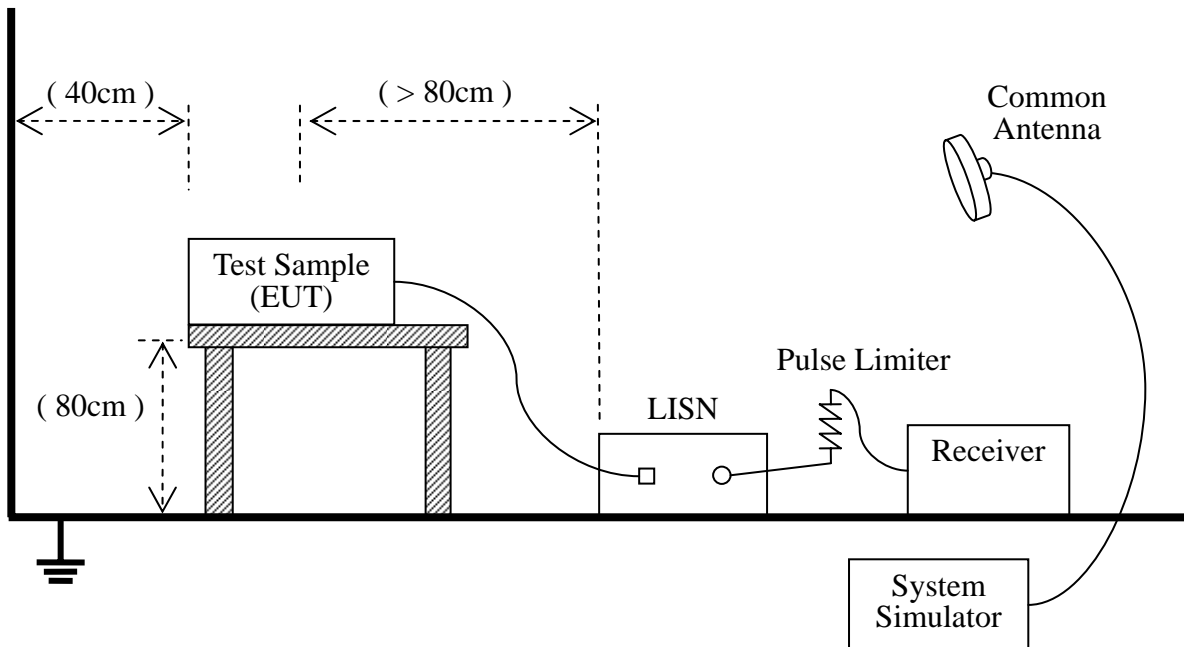 ( 40cm )
( > 80cm )
Common
Antenna
Test Sample
(EUT)
Pulse Limiter
( 80cm )
LISN
Receiver
System
Simulator